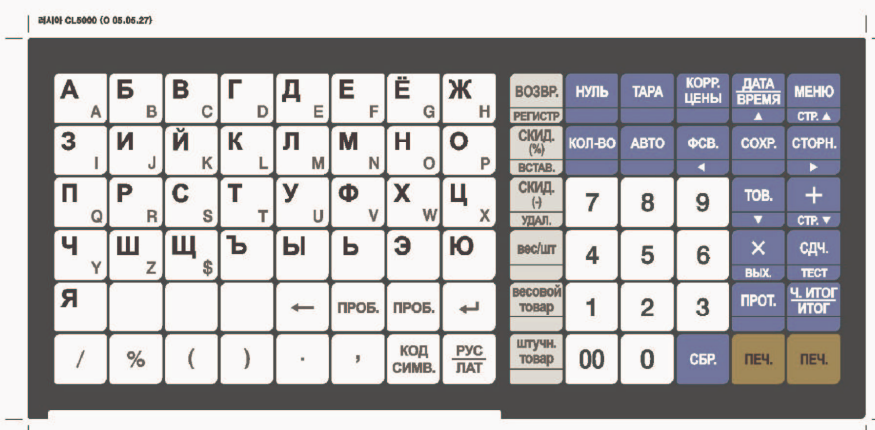 러시아 CL5000 (O 05.05.27)
А Б В Г Д Е Ё Ж ВОЗВР. НУЛЬ ТАРА КОРР. ЦЕНЫ ДАТА ВРЕМЯ МЕНЮ
A B C D E F G H РЕГИСТР ▲ СТР. ▲
З И Й К Л М Н О СКИД. (%) КОЛ-ВО АВТО ФСВ. СОХР. СТОРН.
I J K L M N O P ВСТАВ. ◄ ►
П Р С Т У Ф Х Ц СКИД. (-) 7 8 9 ТОВ. +
Q R S T U V W X УДАЛ. ▼ СТР. ▼
Ч Ш Щ Ъ Ы Ь Э Ю вес/шт 4 5 6 × СДЧ.
Y Z $ ВЫХ. ТЕСТ
Я ← ПРОБ. ПРОБ. ↵ весовой товар 1 2 3 ПРОТ. Ч. ИТОГ ИТОГ
/ % ( ) . , КОД СИМВ. РУС ЛАТ штучн. товар 00 0 СБР. ПЕЧ. ПЕЧ.